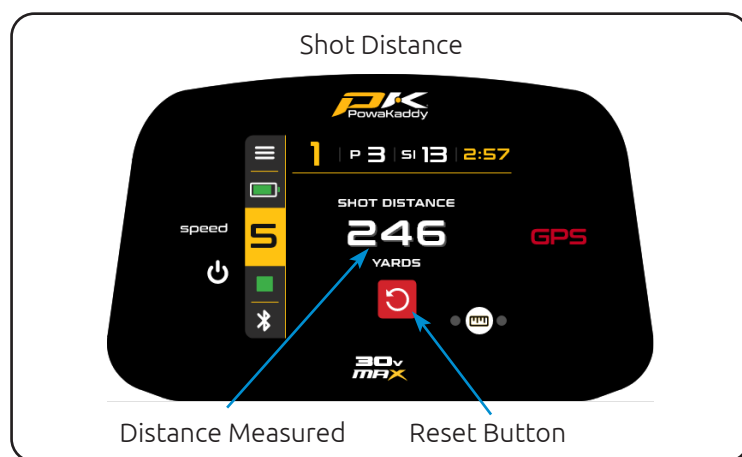 Shot Distance
PK
PowaKaddy
1 | P 3 | SI 13 | 2:57
SHOT DISTANCE
speed 5 246 GPS
YARDS
30V
MAX
Distance Measured Reset Button